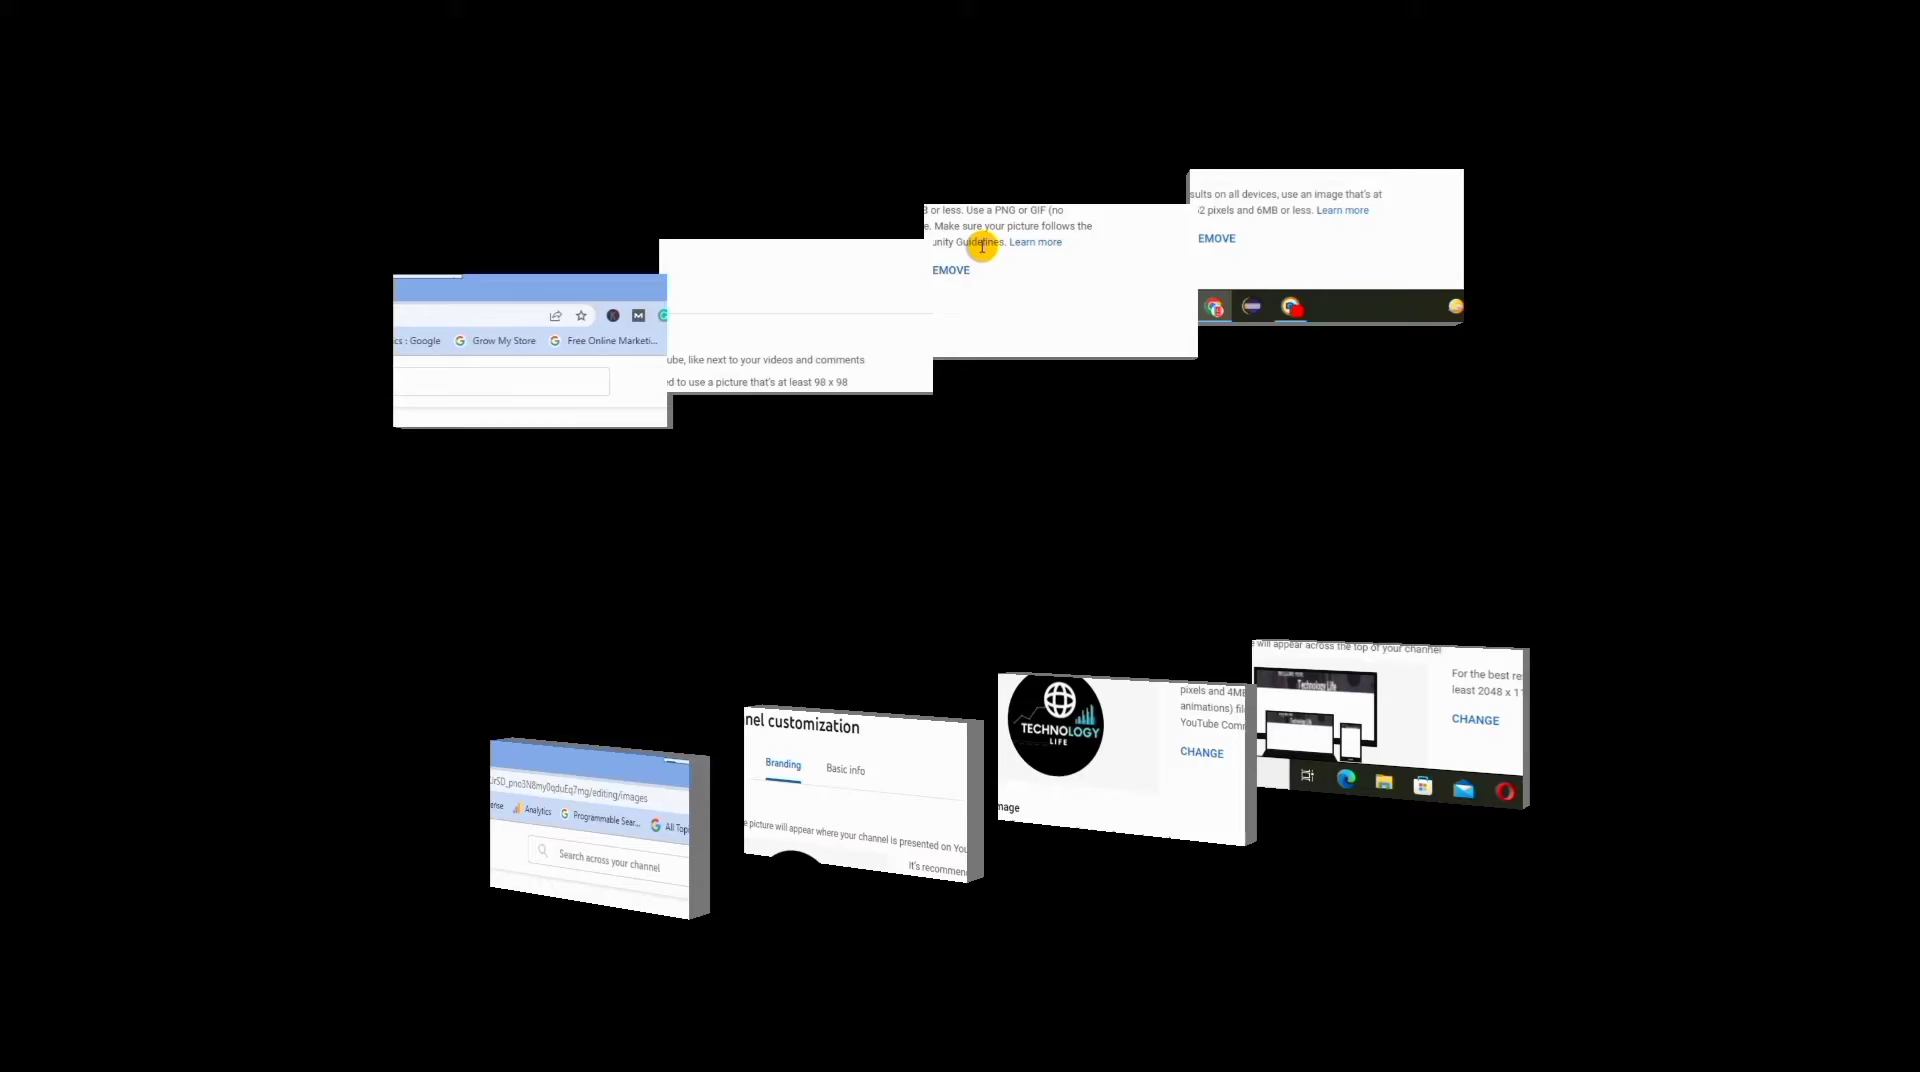 sults on all devices, use an image that's at
2 pixels and 6MB or less. Learn more
EMOVE
B or less. Use a PNG or GIF (no
e. Make sure your picture follows the
unity Guidelines. Learn more
EMOVE
cs : Google Grow My Store Free Online Marketi...
ube, like next to your videos and comments
ed to use a picture that's at least 98 x 98
will appear across the top of your channel
Technology Life
For the best re
least 2048 x 11
CHANGE
TECHNOLOGY
LIFE
pixels and 4MB
animations) fil
YouTube Comm
CHANGE
mage
nel customization
Branding Basic info
e picture will appear where your channel is presented on You
It's recommen
JrSD_pno3N8my0qduEq7mg/editing/images
ense Analytics Programmable Sear... All Top
Search across your channel